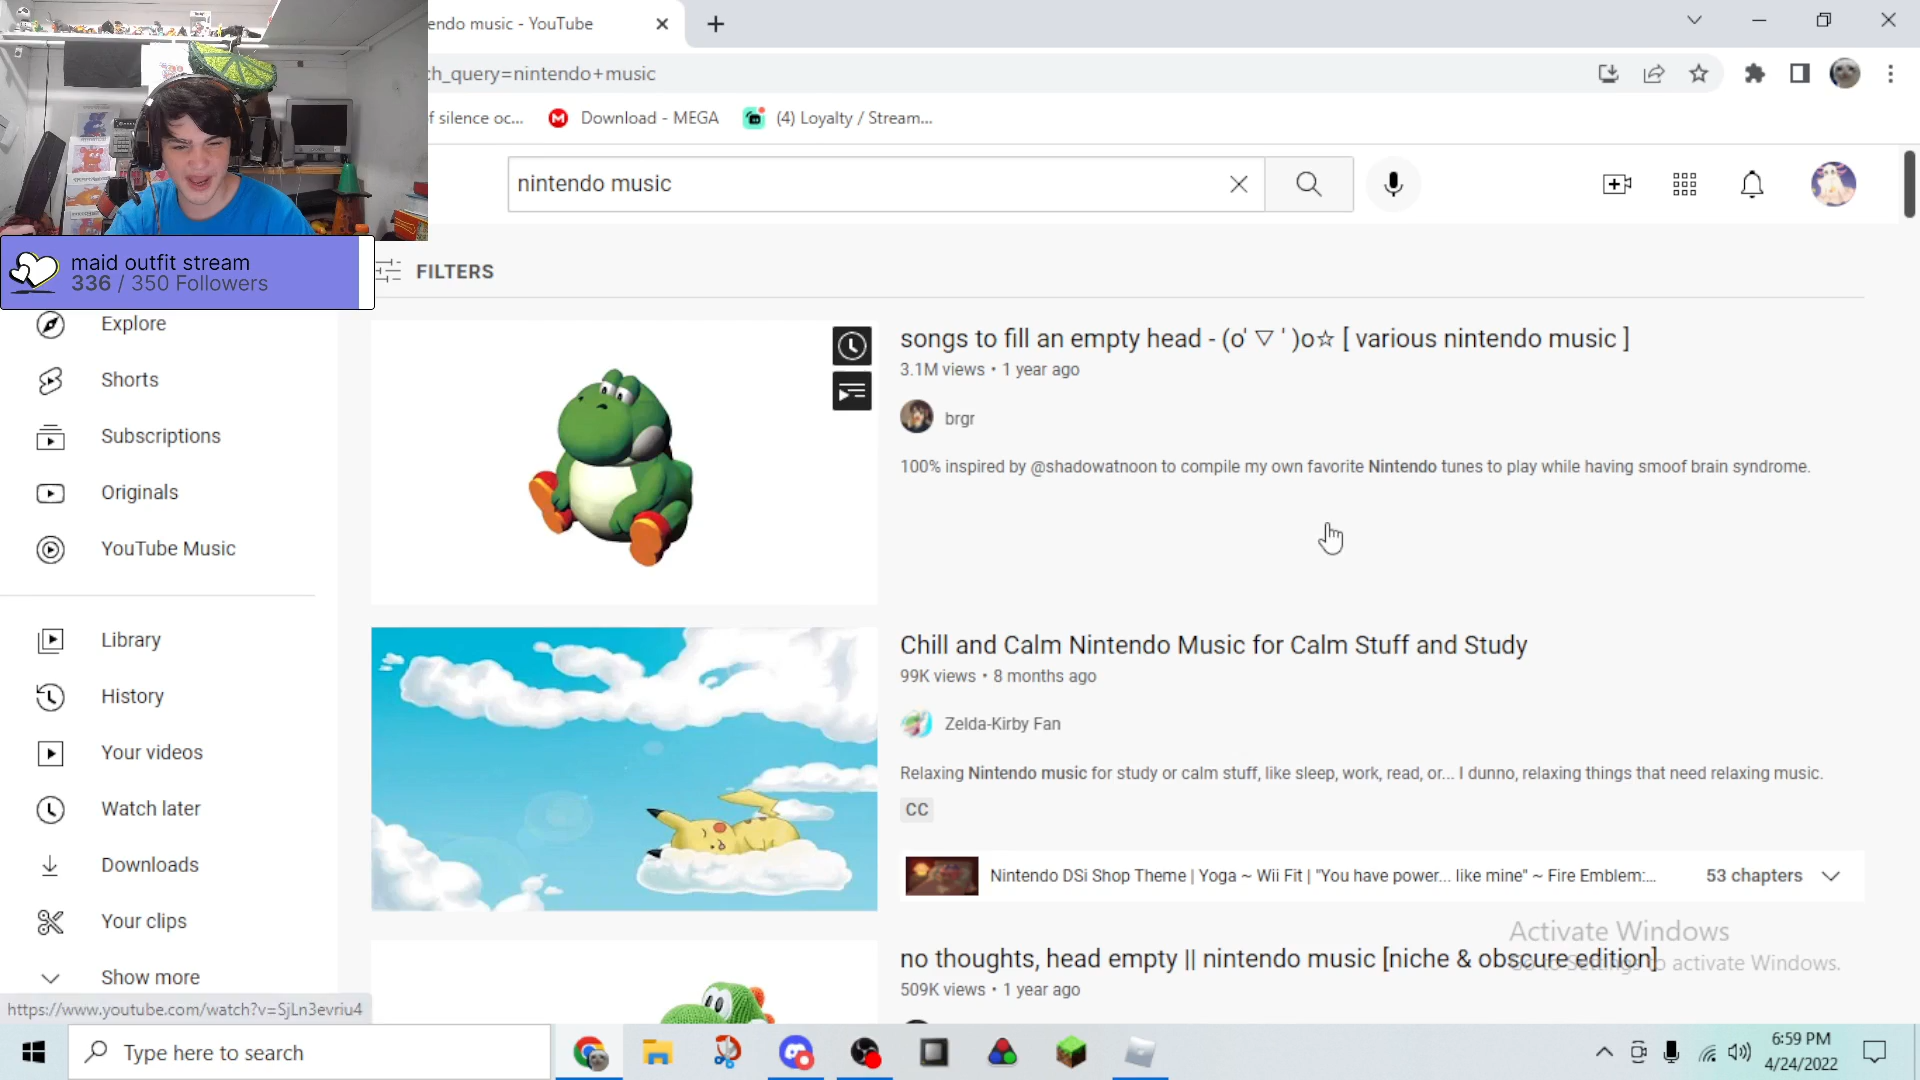 endo music - YouTube
:h_query=nintendo+music
f silence oc...
Download - MEGA
(4) Loyalty / Stream...
nintendo music
maid outfit stream
336 / 350 Followers
FILTERS
Explore
Shorts
Subscriptions
Originals
YouTube Music
Library
History
Your videos
Watch later
Downloads
Your clips
Show more
songs to fill an empty head - (o' ▽ ' )o☆ [ various nintendo music ]
3.1M views • 1 year ago
brgr
100% inspired by @shadowatnoon to compile my own favorite Nintendo tunes to play while having smoof brain syndrome.
Chill and Calm Nintendo Music for Calm Stuff and Study
99K views • 8 months ago
Zelda-Kirby Fan
Relaxing Nintendo music for study or calm stuff, like sleep, work, read, or... I dunno, relaxing things that need relaxing music.
CC
Nintendo DSi Shop Theme | Yoga ~ Wii Fit | "You have power... like mine" ~ Fire Emblem:...
53 chapters
no thoughts, head empty || nintendo music [niche & obscure edition]
509K views • 1 year ago
Activate Windows
Go to Settings to activate Windows.
https://www.youtube.com/watch?v=SjLn3evriu4
Type here to search
6:59 PM
4/24/2022